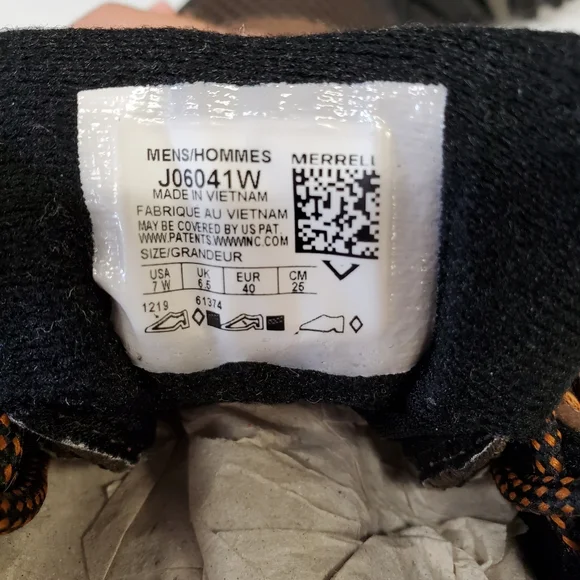 MENS/HOMMES
MERRELL
J06041W
MADE IN VIETNAM
FABRIQUE AU VIETNAM
MAY BE COVERED BY US PAT.
WWW.PATENTS.WWWINC.COM
SIZE/GRANDEUR
USA UK EUR CM
7 W 6.5 40 25
1219 61374